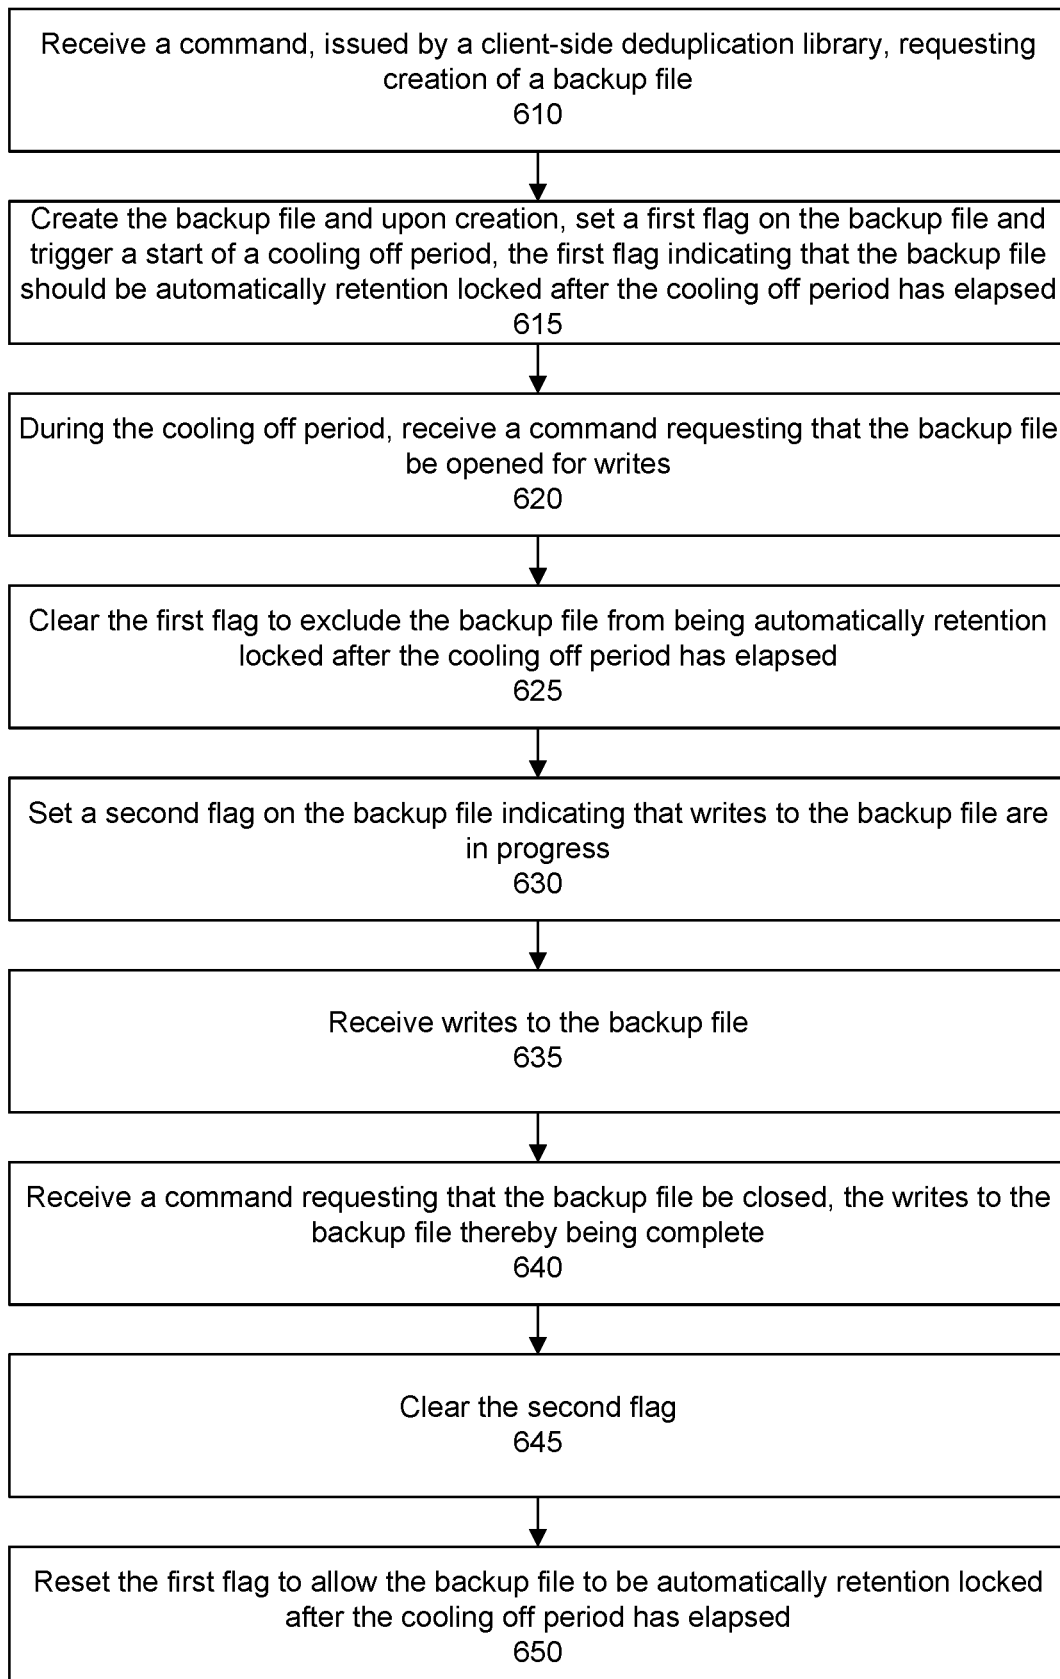 Receive a command, issued by a client-side deduplication library, requesting
creation of a backup file
610
Create the backup file and upon creation, set a first flag on the backup file and
trigger a start of a cooling off period, the first flag indicating that the backup file
should be automatically retention locked after the cooling off period has elapsed
615
During the cooling off period, receive a command requesting that the backup file
be opened for writes
620
Clear the first flag to exclude the backup file from being automatically retention
locked after the cooling off period has elapsed
625
Set a second flag on the backup file indicating that writes to the backup file are
in progress
630
Receive writes to the backup file
635
Receive a command requesting that the backup file be closed, the writes to the
backup file thereby being complete
640
Clear the second flag
645
Reset the first flag to allow the backup file to be automatically retention locked
after the cooling off period has elapsed
650